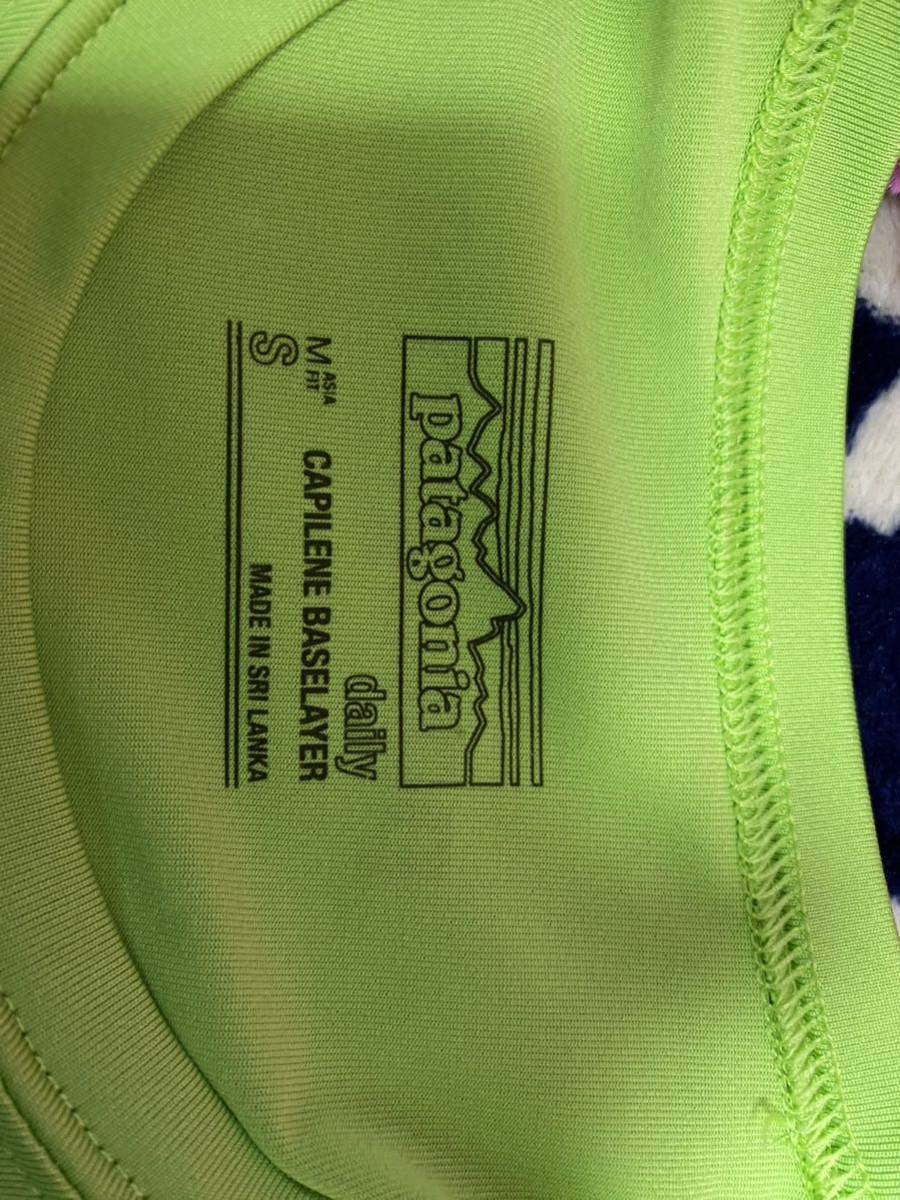 patagonia
daily
CAPILENE BASELAYER
M ASIA FIT
S
MADE IN SRI LANKA